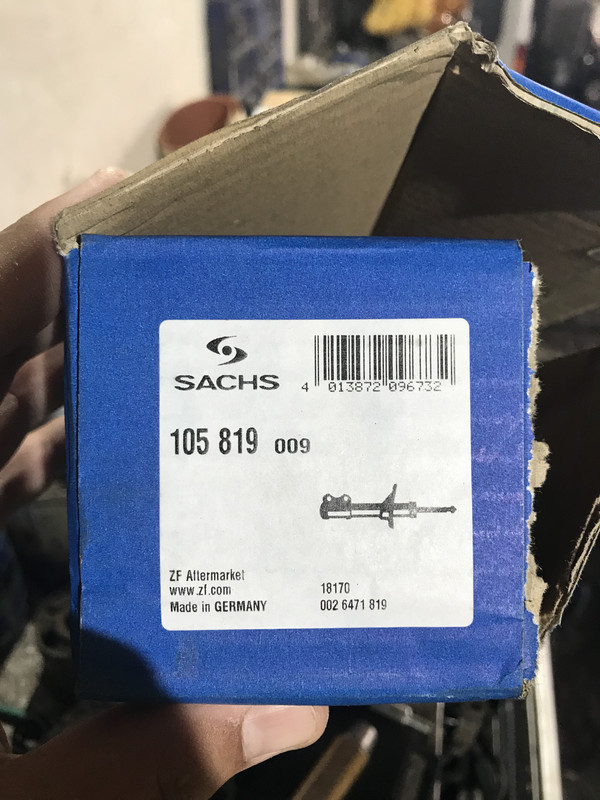 SACHS
4 013872 096732
105 819 009
ZF Aftermarket
www.zf.com
Made in GERMANY
18170
002 6471 819